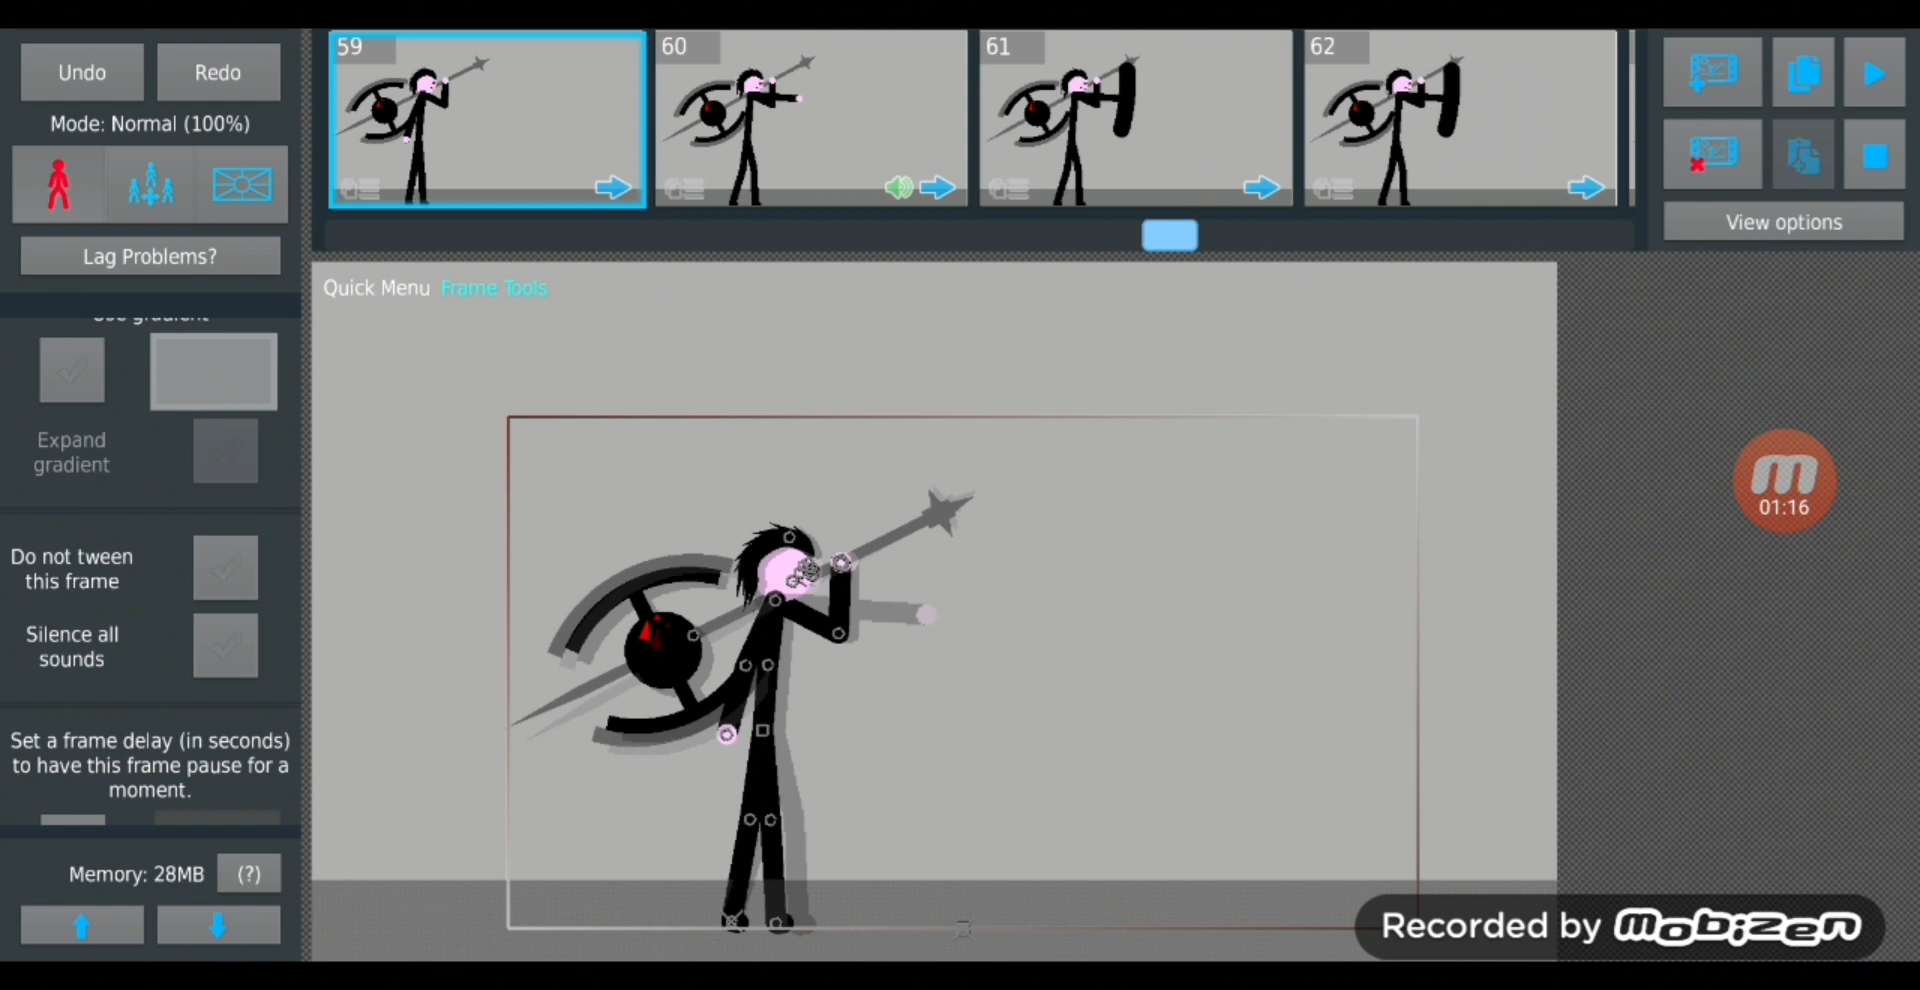 Undo
Redo
Mode: Normal (100%)
Lag Problems?
Use gradient
Expand
gradient
Do not tween
this frame
Silence all
sounds
Set a frame delay (in seconds)
to have this frame pause for a
moment.
Memory: 28MB
(?)
59
60
61
62
View options
Quick Menu
Frame Tools
01:16
Recorded by mobizen